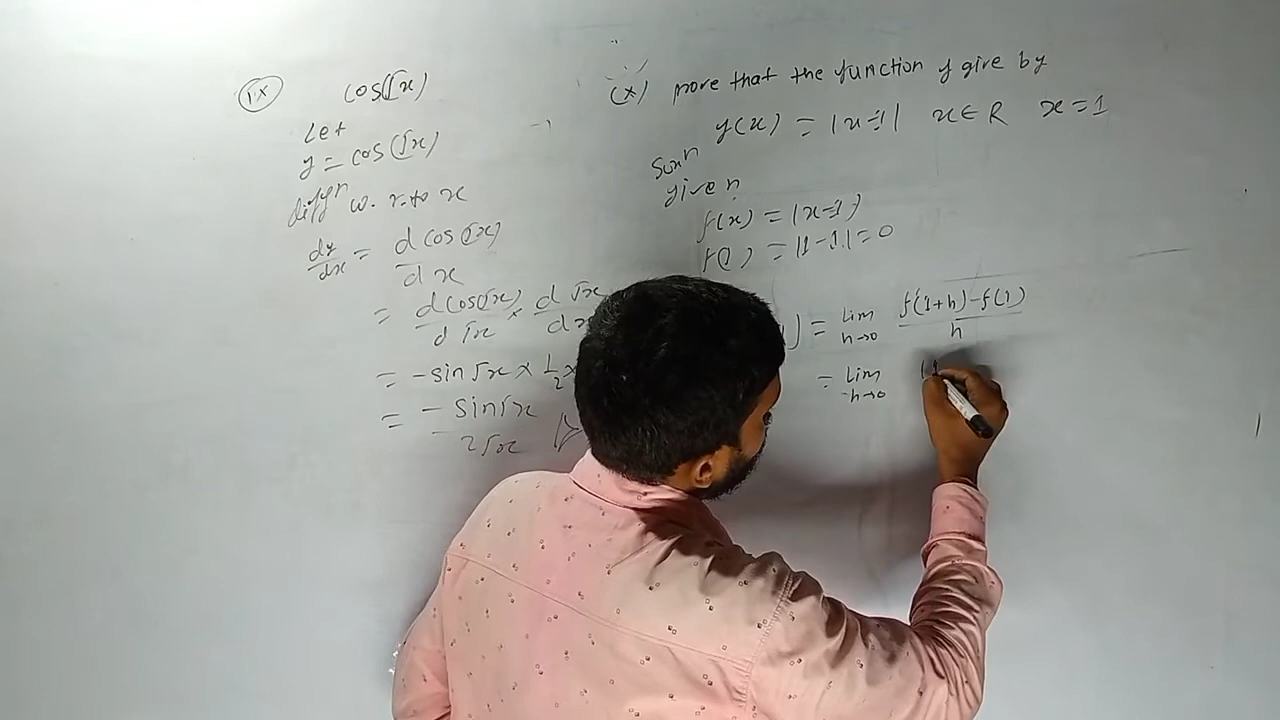 ix cos(√x)
Let
y = cos(√x)
diffn w. r. to x
dy/dx = d cos(√x)/dx
= d cos(√x)/d√x × d √x/dx
= -sin√x × 1/2
= -sin√x/2√x
(x) prove that the function f give by
f(x) = |x-1| x∈R x=1
Soln
given
f(x) = |x-1|
f(1) = |1-1| = 0
) = Lim h→0 f(1+h)-f(1)/h
= Lim h→0 |1